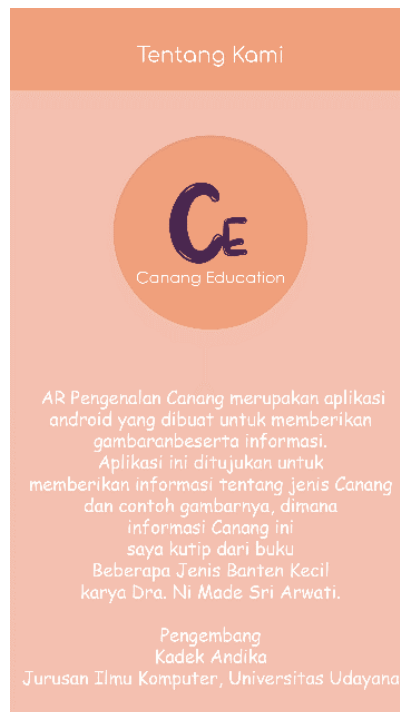 Tentang Kami
CE
Canang Education
AR Pengenalan Canang merupakan aplikasi
android yang dibuat untuk memberikan
gambaranbeserta informasi.
Aplikasi ini ditujukan untuk
memberikan informasi tentang jenis Canang
dan contoh gambarnya, dimana
informasi Canang ini
saya kutip dari buku
Beberapa Jenis Banten Kecil
karya Dra. Ni Made Sri Arwati.
Pengembang
Kadek Andika
Jurusan Ilmu Komputer, Universitas Udayana